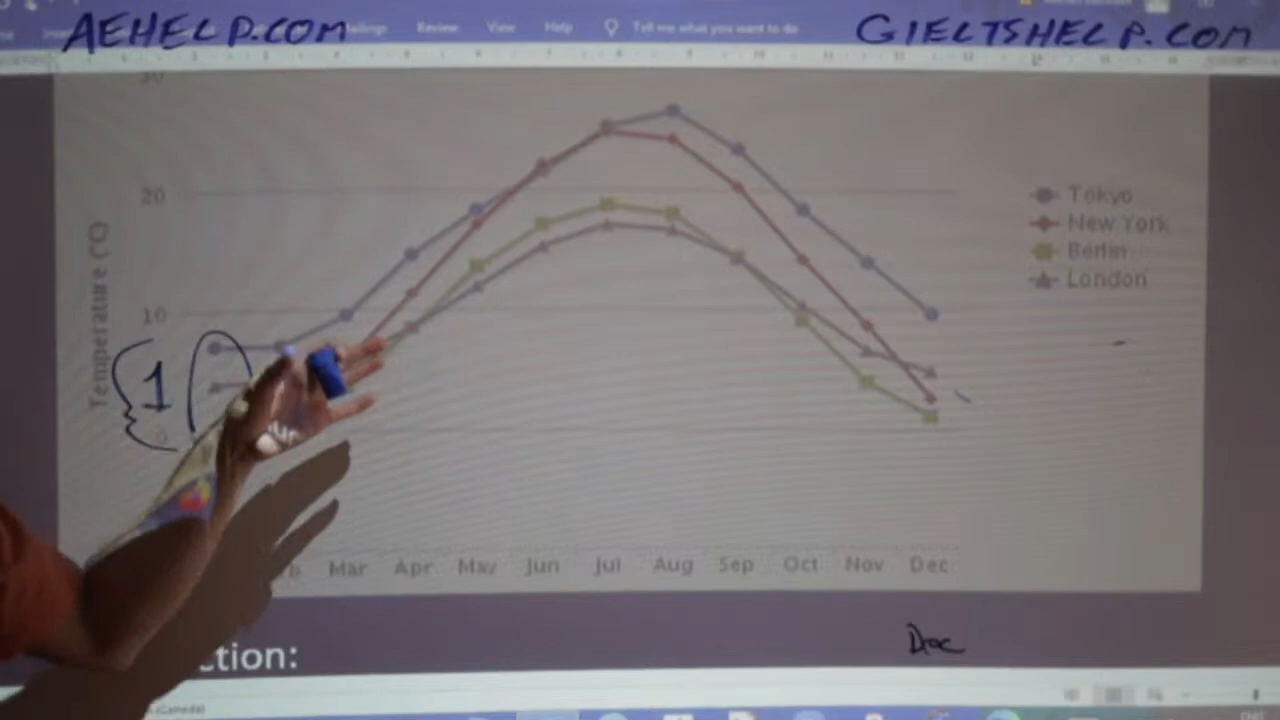 AEHELP.COM
GIELTSHELP.COM
Review View Help Tell me what you want to do
30
20
10
Temperature (°C)
1
Tokyo
New York
Berlin
London
Mar Apr May Jun Jul Aug Sep Oct Nov Dec
Dec
ction:
(Canada)